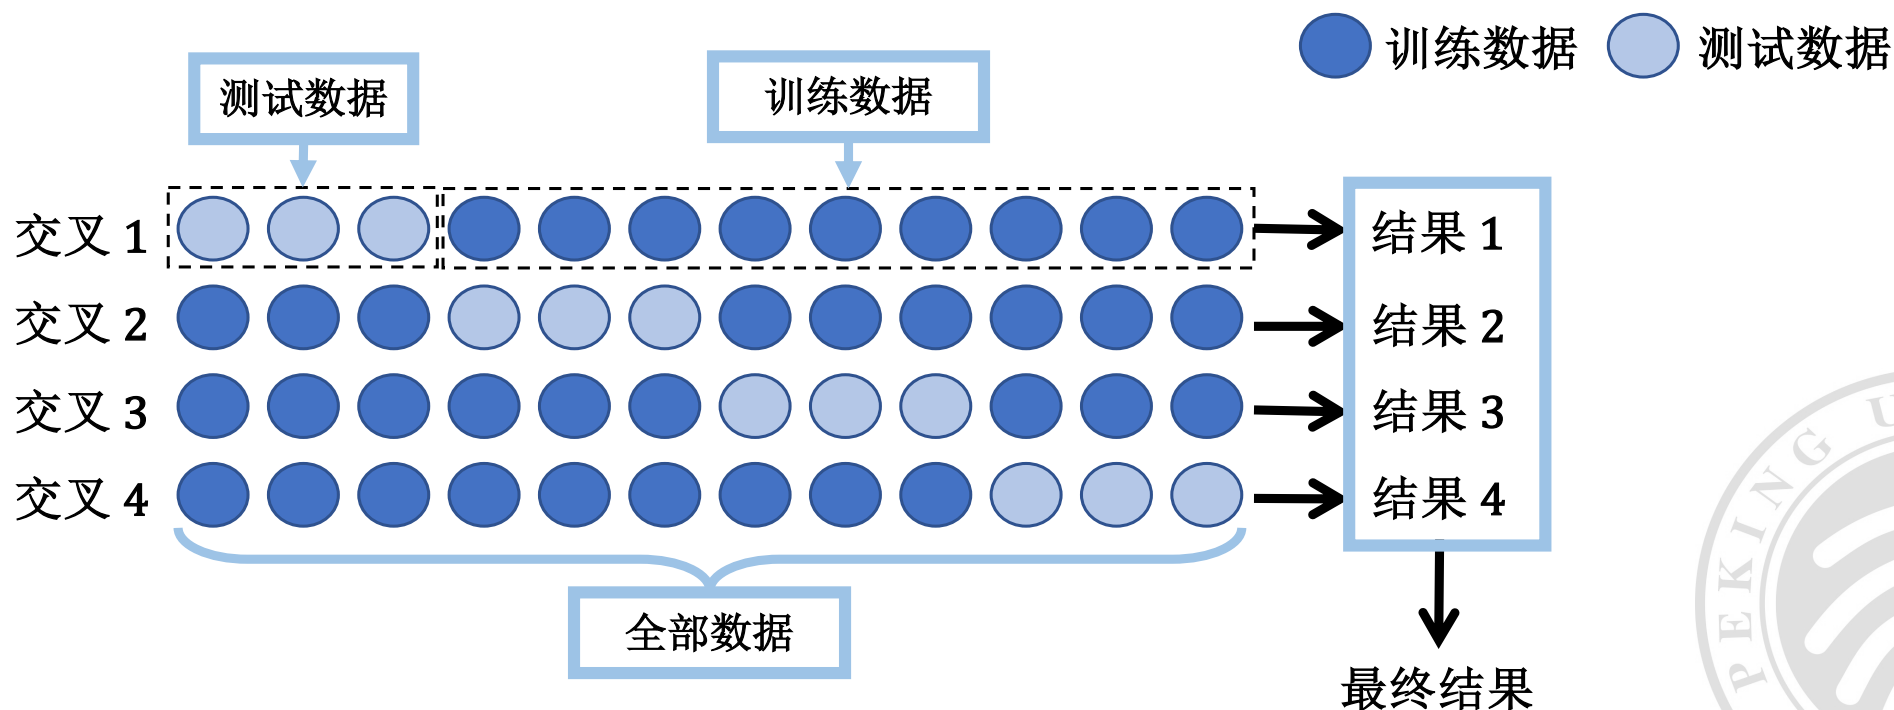 训练数据 测试数据
测试数据 训练数据
交叉 1 结果 1
交叉 2 结果 2
交叉 3 结果 3
交叉 4 结果 4
全部数据
最终结果
PEKING U